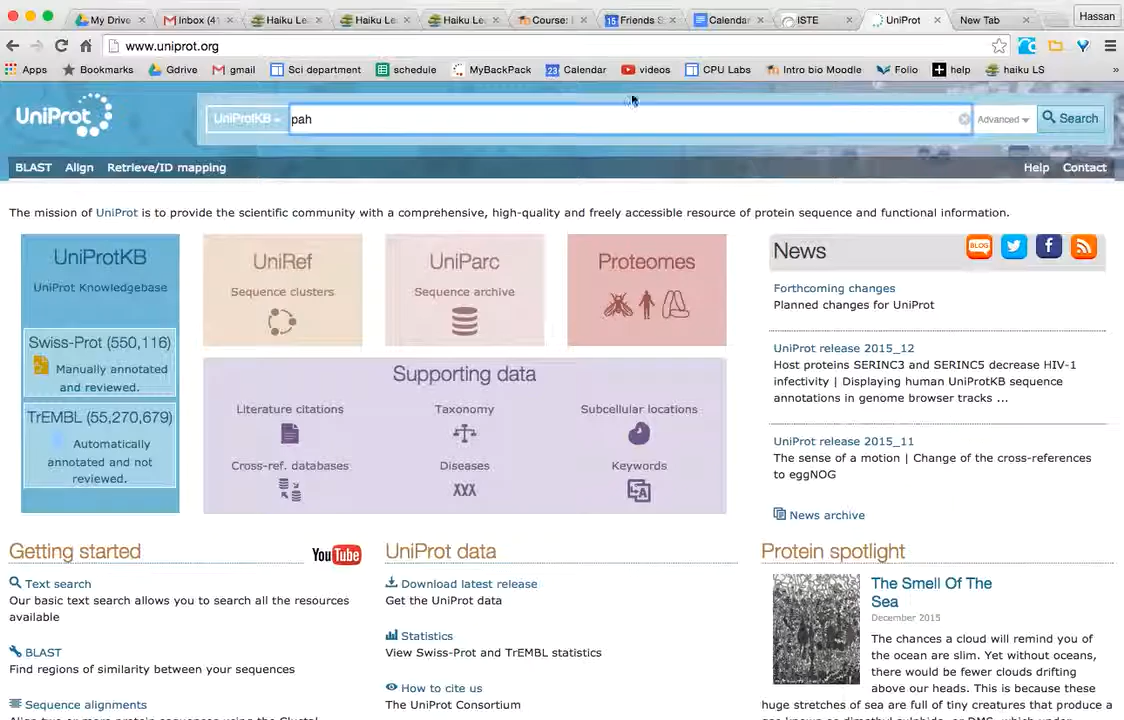 My Drive
Inbox (4
Haiku Le
Haiku Le
Haiku Le
Course:
15 Friends
Calendar
ISTE
UniProt
New Tab
Hassan
www.uniprot.org
Apps
Bookmarks
Gdrive
gmail
Sci department
schedule
MyBackPack
23 Calendar
videos
CPU Labs
Intro bio Moodle
Folio
help
haiku LS
»
UniProt
UniProtKB
pah
Advanced
Search
BLAST Align Retrieve/ID mapping
Help Contact
The mission of UniProt is to provide the scientific community with a comprehensive, high-quality and freely accessible resource of protein sequence and functional information.
UniProtKB
UniProt Knowledgebase
Swiss-Prot (550,116)
Manually annotated
and reviewed.
TrEMBL (55,270,679)
Automatically
annotated and not
reviewed.
UniRef
Sequence clusters
UniParc
Sequence archive
Proteomes
Supporting data
Literature citations
Taxonomy
Subcellular locations
Cross-ref. databases
Diseases
Keywords
News
BLOG
Forthcoming changes
Planned changes for UniProt
UniProt release 2015_12
Host proteins SERINC3 and SERINC5 decrease HIV-1
infectivity | Displaying human UniProtKB sequence
annotations in genome browser tracks ...
UniProt release 2015_11
The sense of a motion | Change of the cross-references
to eggNOG
News archive
Getting started
YouTube
Text search
Our basic text search allows you to search all the resources
available
BLAST
Find regions of similarity between your sequences
Sequence alignments
UniProt data
Download latest release
Get the UniProt data
Statistics
View Swiss-Prot and TrEMBL statistics
How to cite us
The UniProt Consortium
Protein spotlight
The Smell Of The
Sea
December 2015
The chances a cloud will remind you of
the ocean are slim. Yet without oceans,
there would be fewer clouds drifting
above our heads. This is because these
huge stretches of sea are full of tiny creatures that produce a